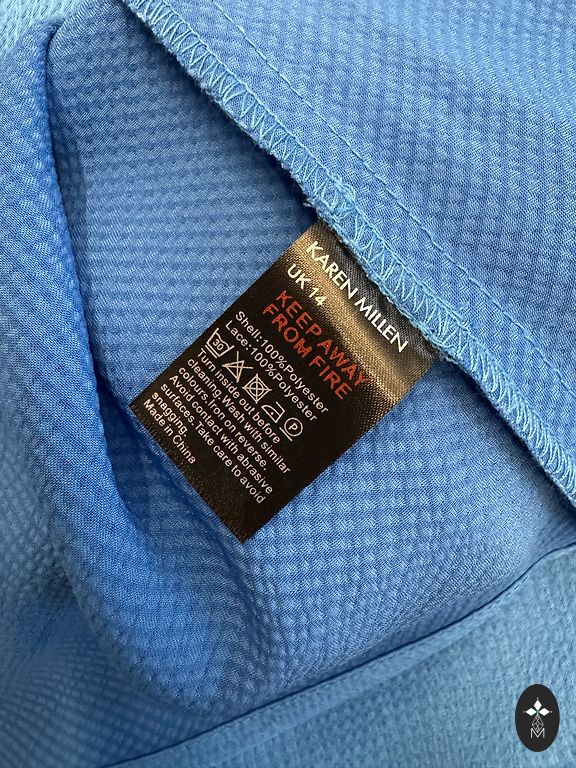 KAREN MILLEN
UK 14
KEEP AWAY
FROM FIRE
Shell:100%Polyester
Lace:100%Polyester
30 P
Turn inside out before
cleaning.Wash with similar
colours.Iron on reverse.
Avoid contact with abrasive
surfaces.Take care to avoid
snagging.
Made in China
M